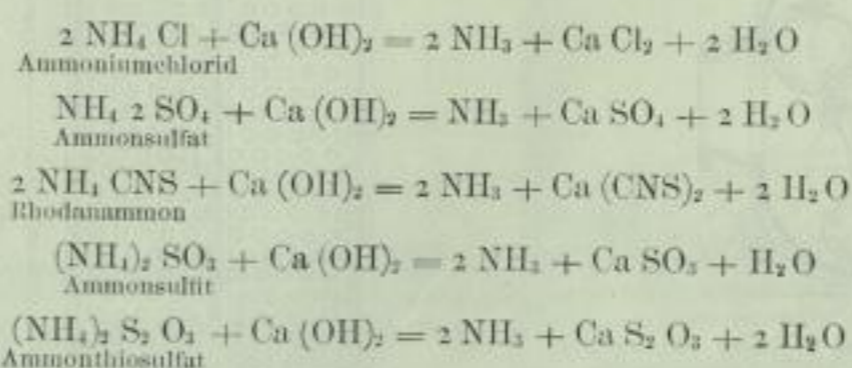 2 NH₄ Cl + Ca (OH)₂ = 2 NH₃ + Ca Cl₂ + 2 H₂O
Ammoniumchlorid
NH₄ 2 SO₄ + Ca (OH)₂ = NH₃ + Ca SO₄ + 2 H₂O
Ammonsulfat
2 NH₄ CNS + Ca (OH)₂ = 2 NH₃ + Ca (CNS)₂ + 2 H₂O
Rhodanammon
(NH₄)₂ SO₃ + Ca (OH)₂ = 2 NH₃ + Ca SO₃ + H₂O
Ammonsulfit
(NH₄)₂ S₂ O₃ + Ca (OH)₂ = 2 NH₃ + Ca S₂ O₃ + 2 H₂O
Ammonthiosulfat